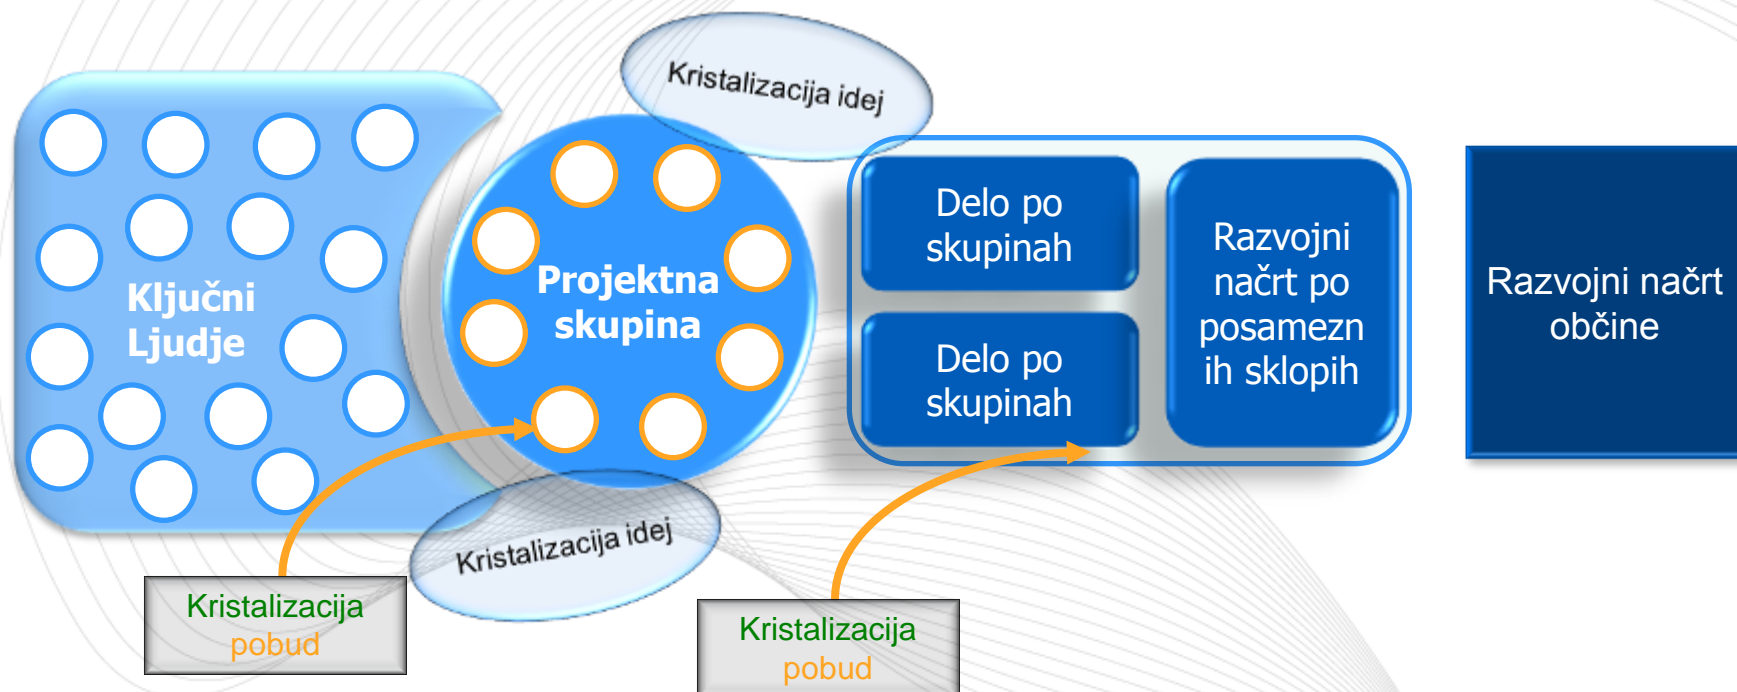 Kristalizacija idej
Ključni
Ljudje
Projektna
skupina
Delo po
skupinah
Delo po
skupinah
Razvojni
načrt po
posamezn
ih sklopih
Razvojni načrt
občine
Kristalizacija idej
Kristalizacija
pobud
Kristalizacija
pobud